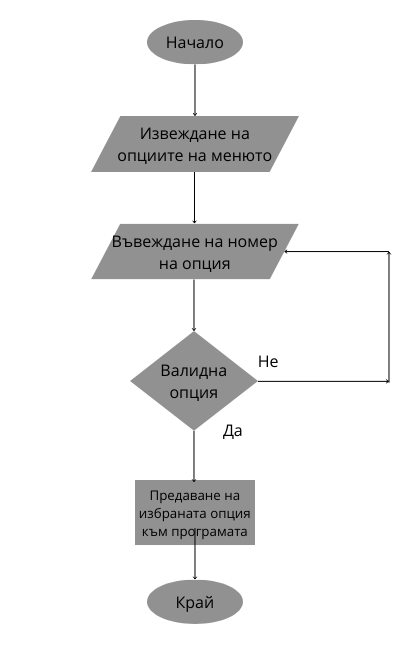 Начало
Извеждане на
опциите на менюто
Въвеждане на номер
на опция
Валидна
опция
Не
Да
Предаване на
избраната опция
към програмата
Край